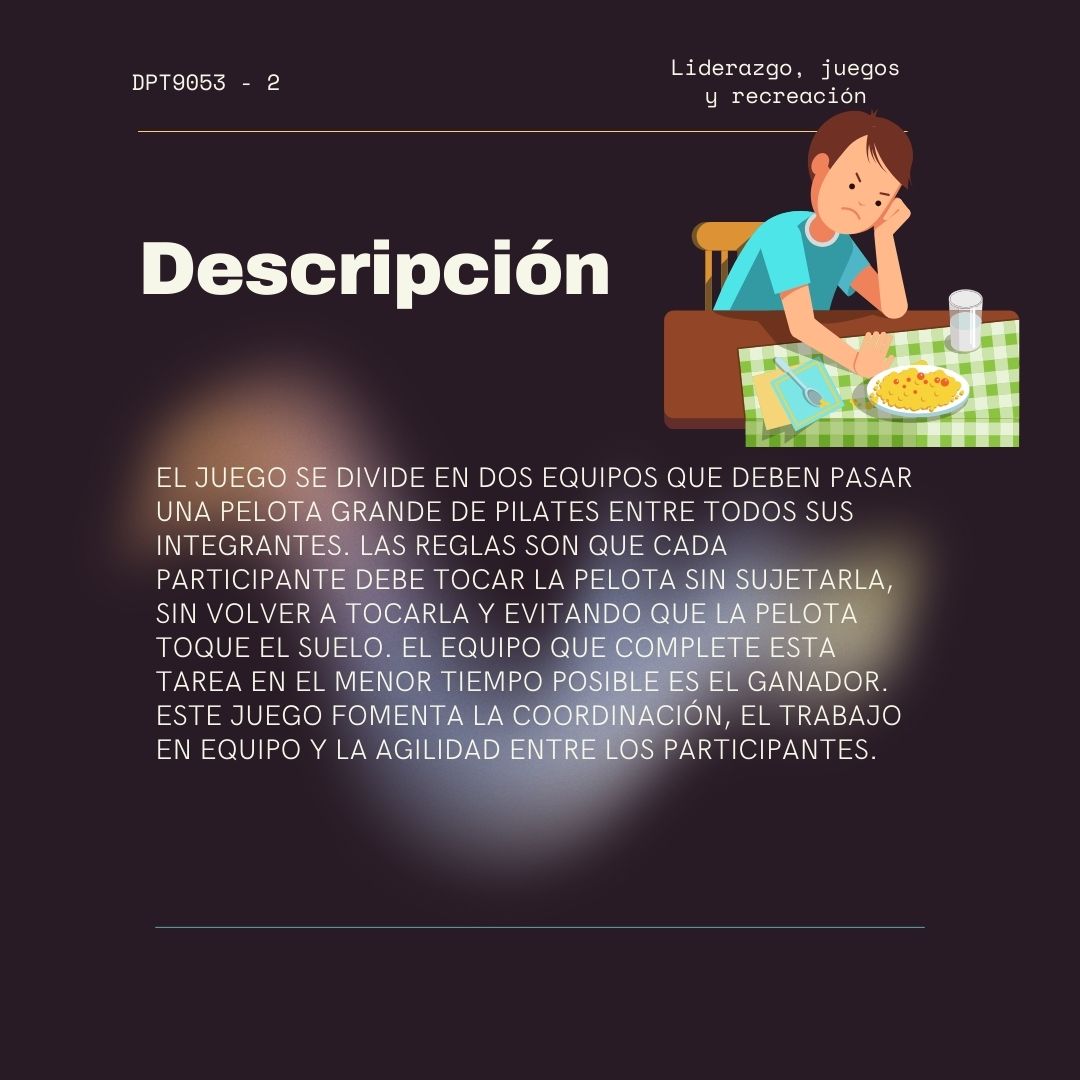 DPT9053 - 2
Liderazgo, juegos
y recreación
Descripción
EL JUEGO SE DIVIDE EN DOS EQUIPOS QUE DEBEN PASAR
UNA PELOTA GRANDE DE PILATES ENTRE TODOS SUS
INTEGRANTES. LAS REGLAS SON QUE CADA
PARTICIPANTE DEBE TOCAR LA PELOTA SIN SUJETARLA,
SIN VOLVER A TOCARLA Y EVITANDO QUE LA PELOTA
TOQUE EL SUELO. EL EQUIPO QUE COMPLETE ESTA
TAREA EN EL MENOR TIEMPO POSIBLE ES EL GANADOR.
ESTE JUEGO FOMENTA LA COORDINACIÓN, EL TRABAJO
EN EQUIPO Y LA AGILIDAD ENTRE LOS PARTICIPANTES.